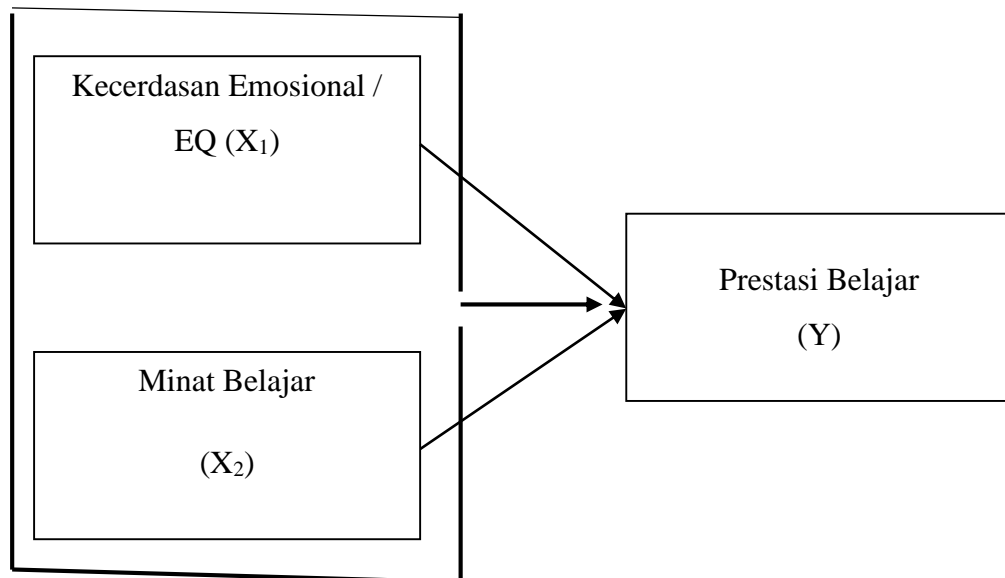 Kecerdasan Emosional /
EQ (X₁)
Minat Belajar
(X₂)
Prestasi Belajar
(Y)